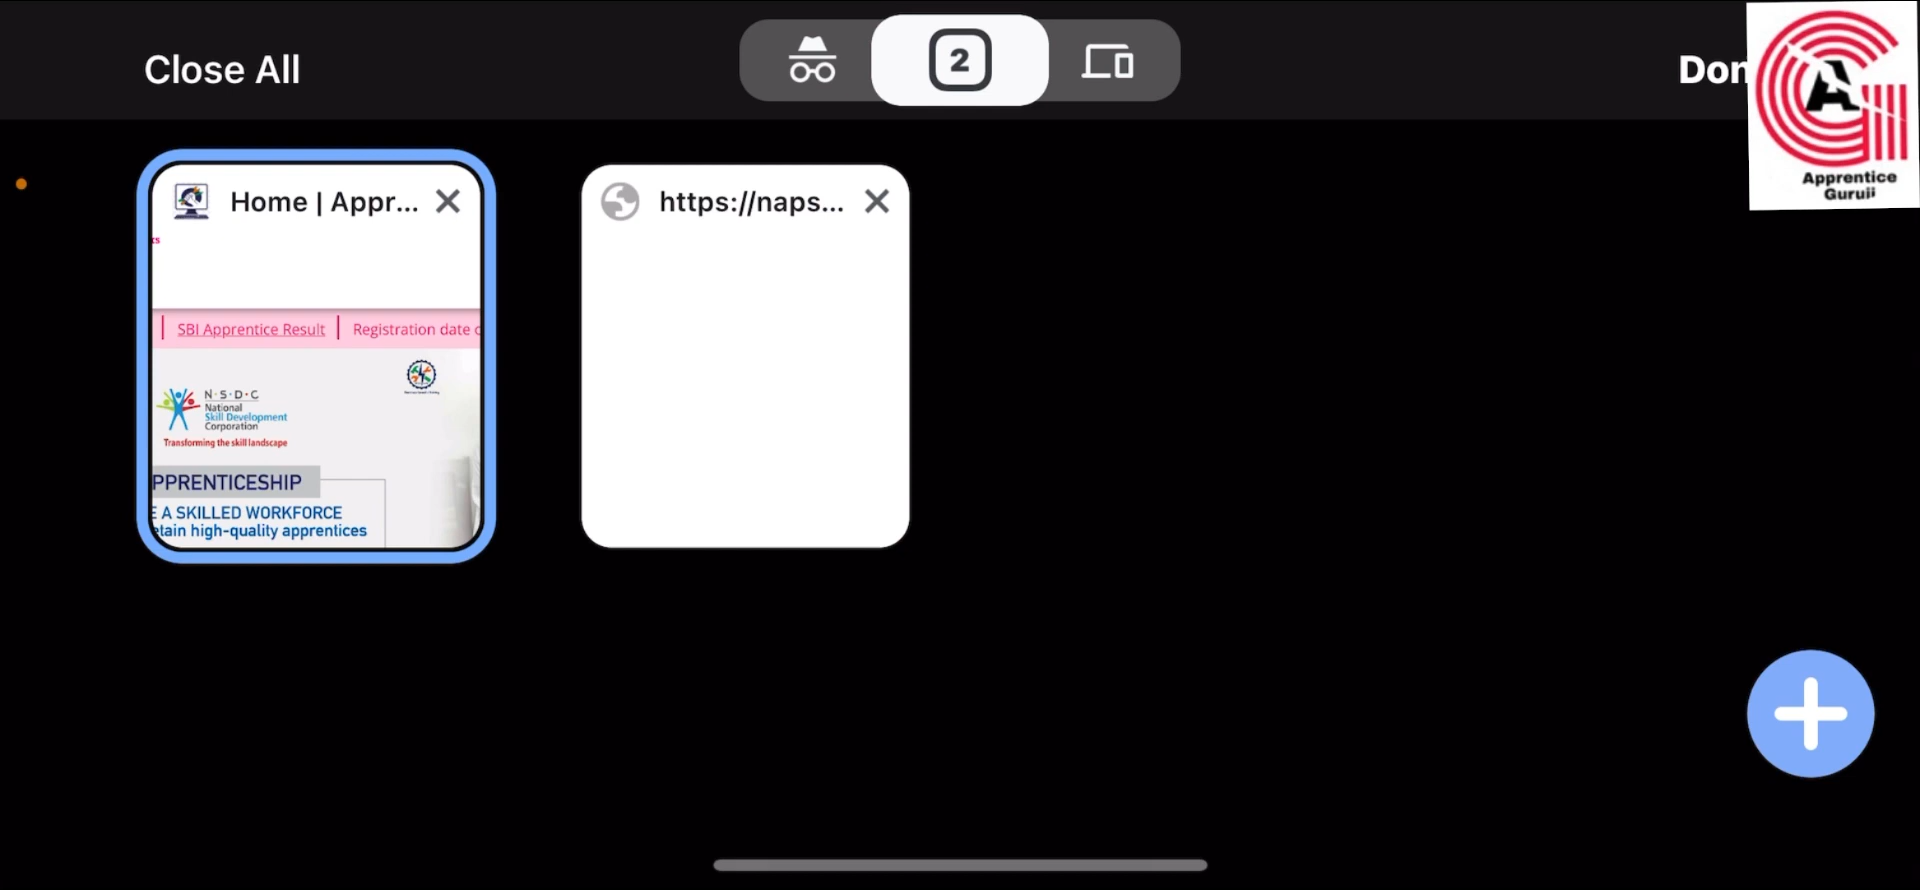 Close All
2
Don
A
Apprentice
Guruji
Home | Appr...
https://naps...
SBI Apprentice Result
Registration date
N·S·D·C
National
Skill Development
Corporation
Transforming the skill landscape
PPRENTICESHIP
E A SKILLED WORKFORCE
etain high-quality apprentices